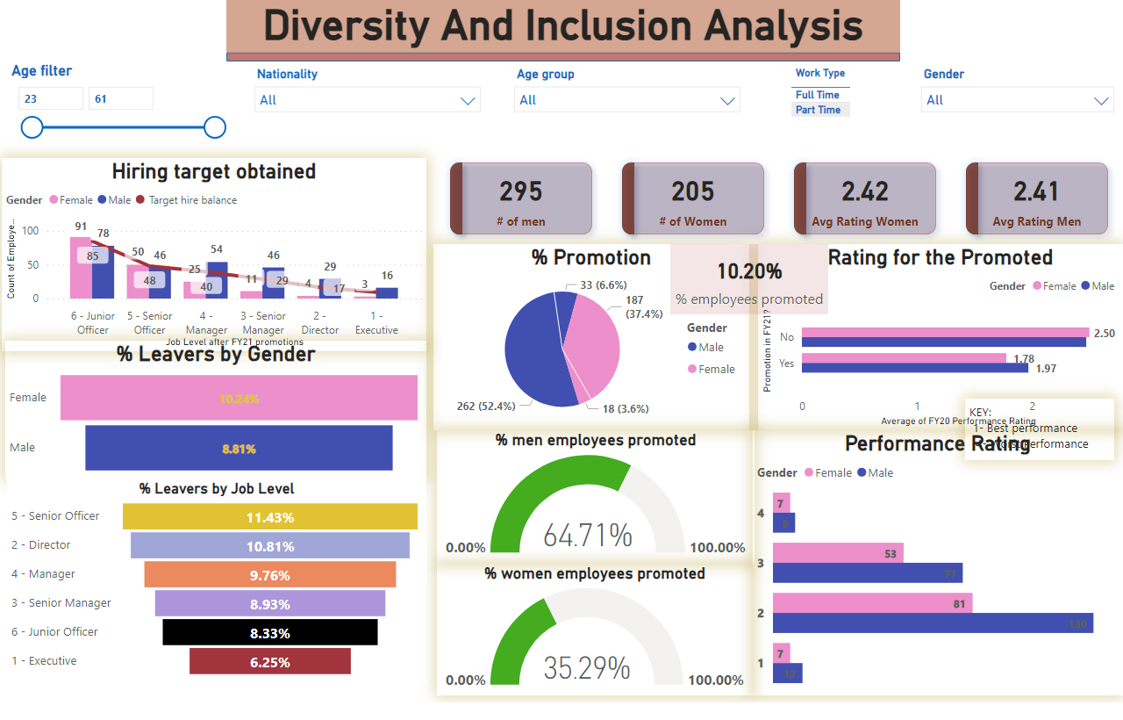 Diversity And Inclusion Analysis
Age filter
23
61
Nationality
All
Age group
All
Work Type
Full Time
Part Time
Gender
All
Hiring target obtained
Gender Female Male Target hire balance
Count of Employe...
100
50
0
91 78
85
50 46
48
25 54
40
11 46
29
4 29
17
3 16
6 - Junior Officer
5 - Senior Officer
4 - Manager
3 - Senior Manager
2 - Director
1 - Executive
Job Level after FY21 promotions
295
# of men
205
# of Women
2.42
Avg Rating Women
2.41
Avg Rating Men
% Promotion
33 (6.6%)
187 (37.4%)
262 (52.4%)
18 (3.6%)
Gender
Male
Female
10.20%
% employees promoted
Rating for the Promoted
Gender Female Male
Promotion in FY21?
No
2.50
Yes
1.78
1.97
0 1 2
Average of FY20 Performance Rating
KEY:
1- Best performance
Performance
% Leavers by Gender
Female
10.24%
Male
8.81%
% Leavers by Job Level
5 - Senior Officer 11.43%
2 - Director 10.81%
4 - Manager 9.76%
3 - Senior Manager 8.93%
6 - Junior Officer 8.33%
1 - Executive 6.25%
% men employees promoted
64.71%
0.00% 100.00%
% women employees promoted
35.29%
0.00% 100.00%
Performance Rating
Gender Female Male
4
7
3
53
2
81
1
7